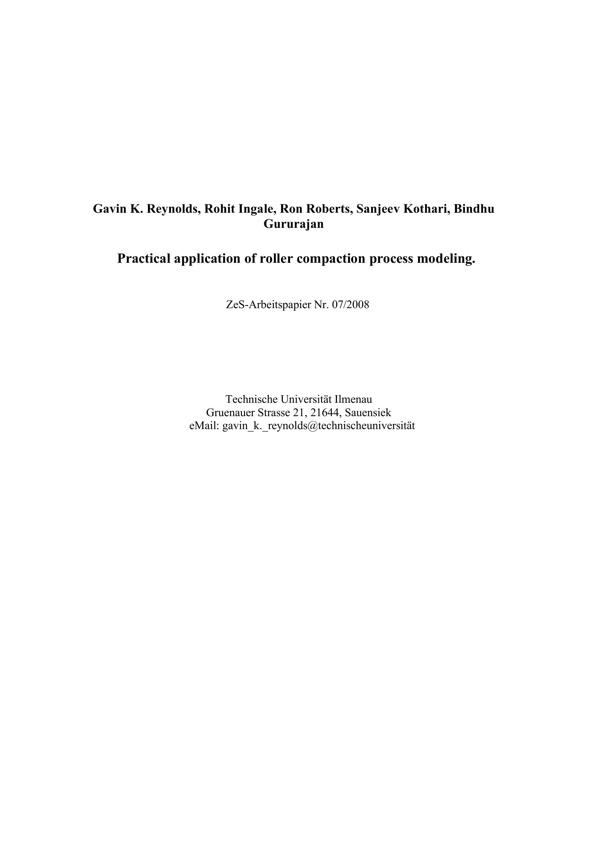 Gavin K. Reynolds, Rohit Ingale, Ron Roberts, Sanjeev Kothari, Bindhu
Gururajan
Practical application of roller compaction process modeling.
ZeS-Arbeitspapier Nr. 07/2008
Technische Universität Ilmenau
Gruenauer Strasse 21, 21644, Sauensiek
eMail: gavin_k._reynolds@technischeuniversität